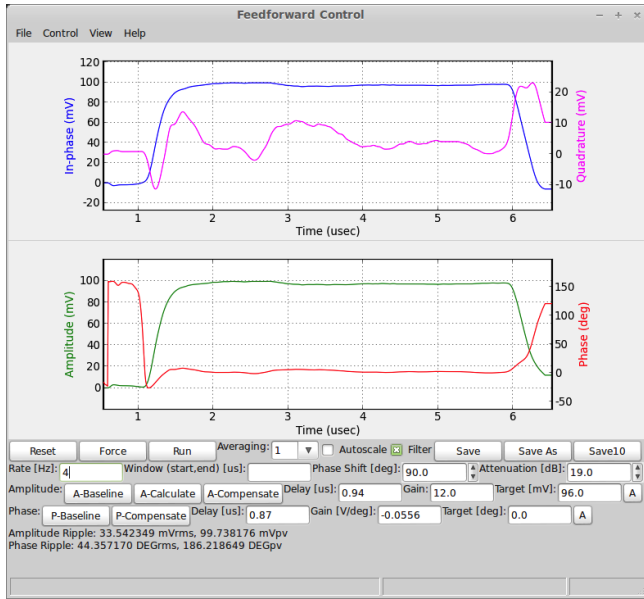 Feedforward Control
File Control View Help
120
100
80
60
40
20
0
-20
In-phase (mV)
20
10
0
-10
Quadrature (mV)
1 2 3 4 5 6
Time (usec)
100
80
60
40
20
0
Amplitude (mV)
150
100
50
0
-50
Phase (deg)
1 2 3 4 5 6
Time (usec)
Reset Force Run Averaging: 1 Autoscale Filter Save Save As Save10
Rate [Hz]: 4 Window (start,end) [us]: Phase Shift [deg]: 90.0 Attenuation [dB]: 19.0
Amplitude: A-Baseline A-Calculate A-Compensate Delay [us]: 0.94 Gain: 12.0 Target [mV]: 96.0 A
Phase: P-Baseline P-Compensate Delay [us]: 0.87 Gain [V/deg]: -0.0556 Target [deg]: 0.0 A
Amplitude Ripple: 33.542349 mVrms, 99.738176 mVpv
Phase Ripple: 44.357170 DEGrms, 186.218649 DEGpv